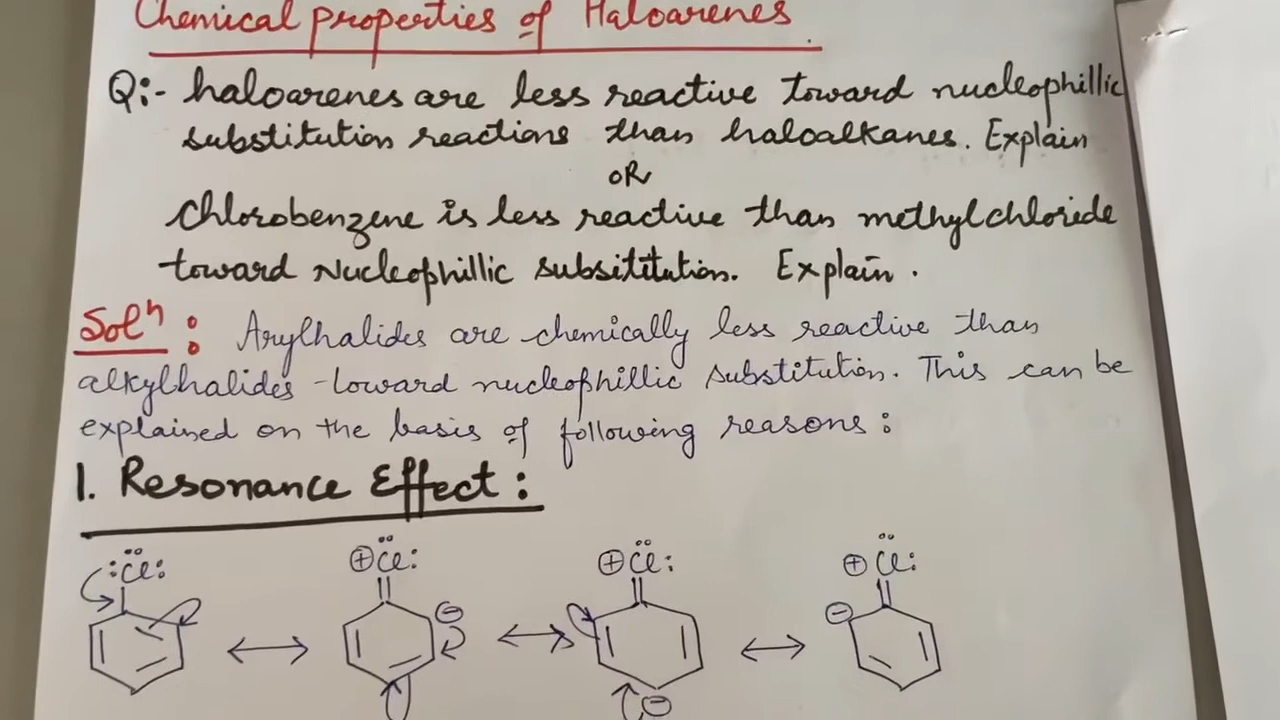 Chemical properties of Haloarenes
Q:- haloarenes are less reactive toward nucleophillic
substitution reactions than haloalkanes. Explain
OR
Chlorobenzene is less reactive than methylchloride
toward Nucleophillic subsititution. Explain.
Solⁿ: Arylhalides are chemically less reactive than
alkylhalides toward nucleophillic substitution. This can be
explained on the basis of following reasons:
1. Resonance Effect:
:C̈l: ⊕C̈l: ⊕C̈l: ⊕C̈l:
⊖ ⊖
⊖